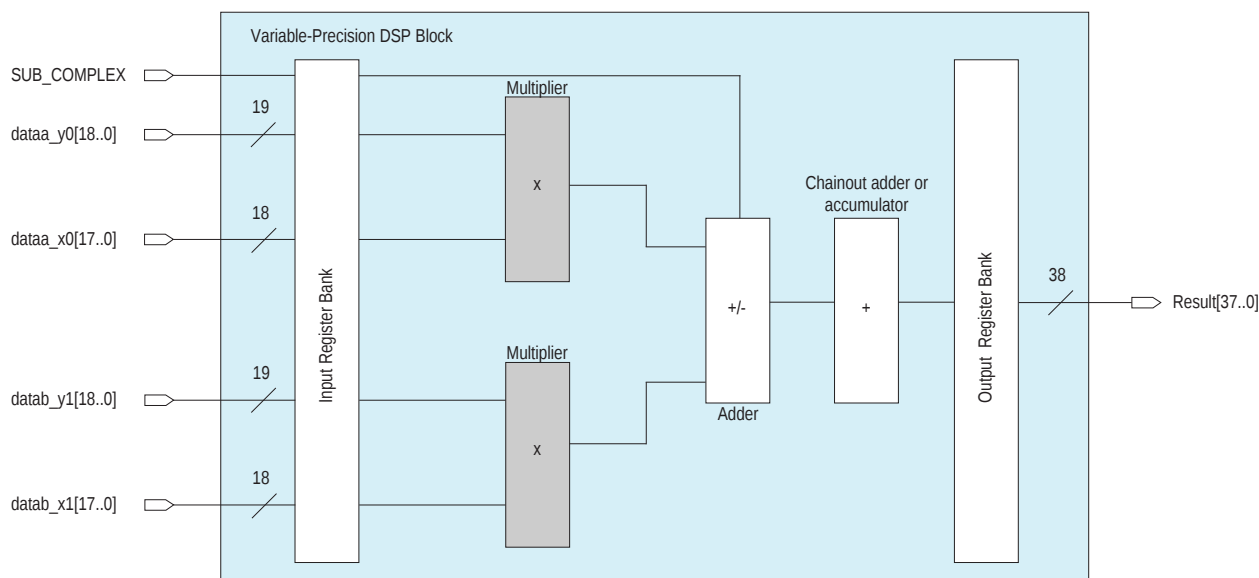 Variable-Precision DSP Block
SUB_COMPLEX
Multiplier
19
dataa_y0[18..0]
x
Chainout adder or
accumulator
18
dataa_x0[17..0]
Input Register Bank
+/-
+
Output Register Bank
38
Result[37..0]
Multiplier
19
datab_y1[18..0]
Adder
x
18
datab_x1[17..0]